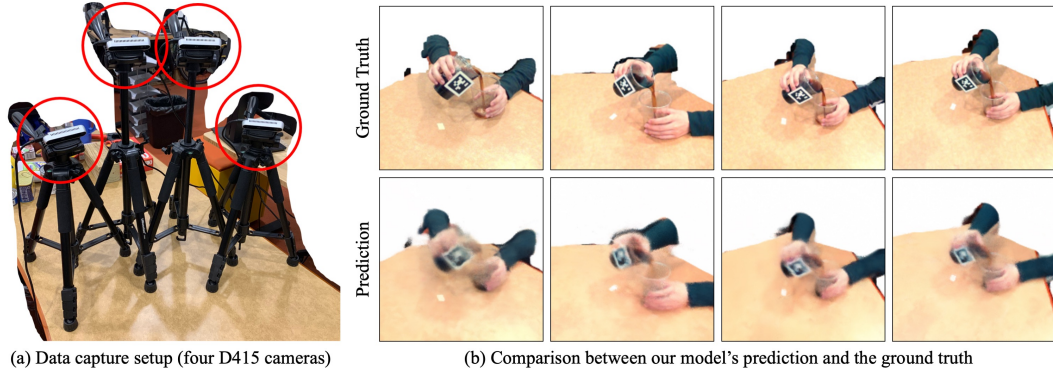 Ground Truth
Prediction
(a) Data capture setup (four D415 cameras)
(b) Comparison between our model's prediction and the ground truth